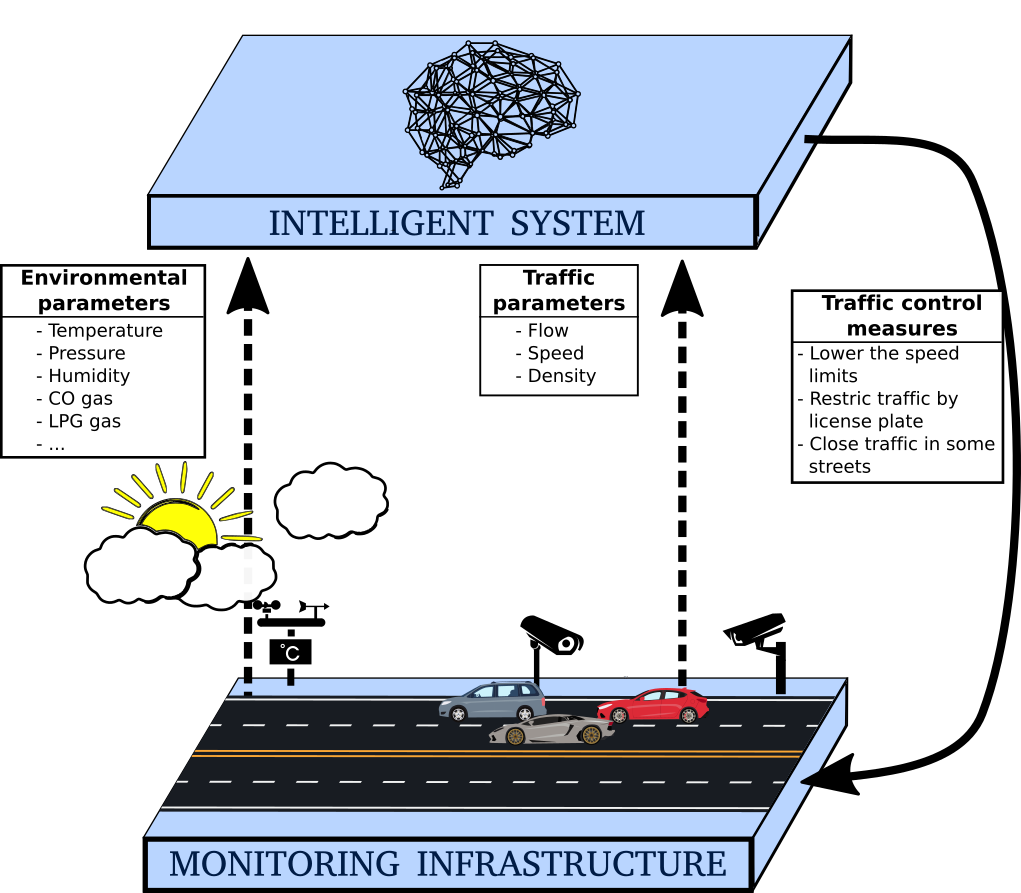 INTELLIGENT SYSTEM
Environmental
parameters
- Temperature
- Pressure
- Humidity
- CO gas
- LPG gas
- ...
Traffic
parameters
- Flow
- Speed
- Density
Traffic control
measures
- Lower the speed
limits
- Restric traffic by
license plate
- Close traffic in some
streets
°C
MONITORING INFRASTRUCTURE